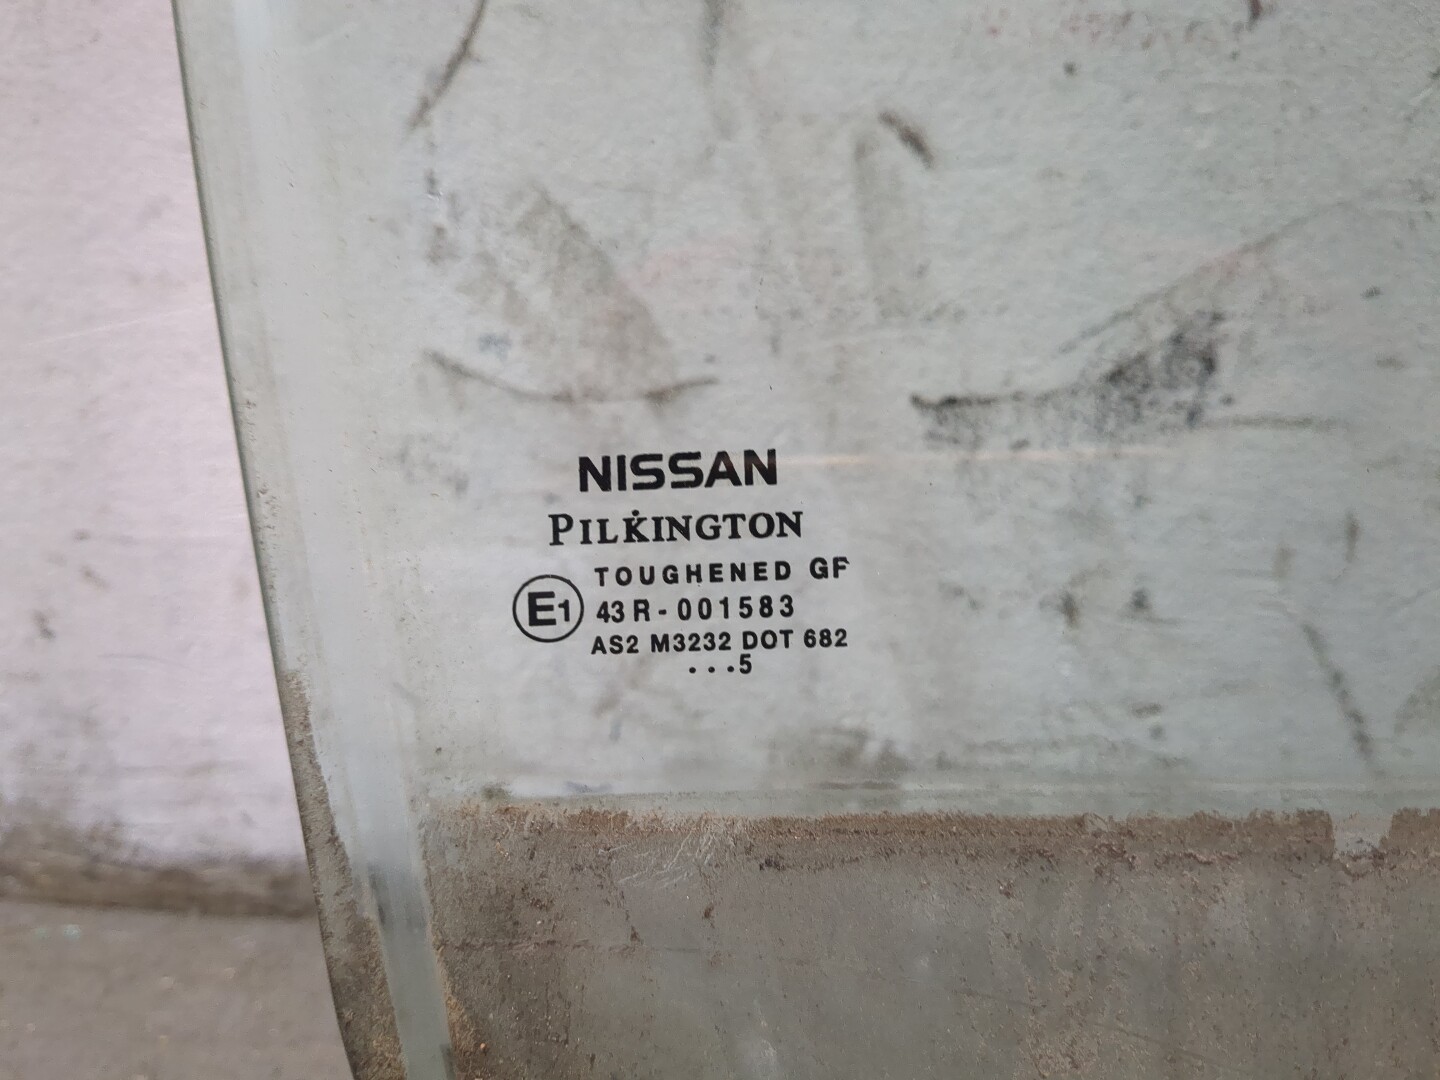 NISSAN
PILKINGTON
TOUGHENED GF
E1 43R-001583
AS2 M3232 DOT 682
...5